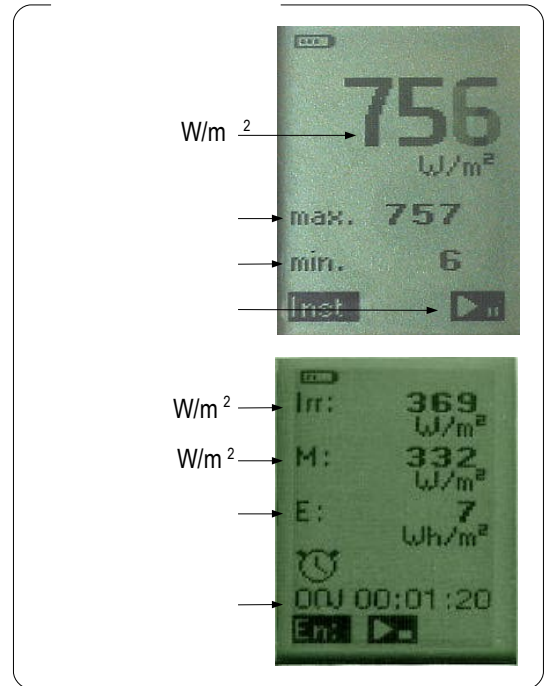 756
W/m ²
W/m²
max. 757
min. 6
Inst
W/m ² Irr: 369
W/m²
W/m ² M: 332
W/m²
E: 7
Wh/m²
00J 00:01:20
En: